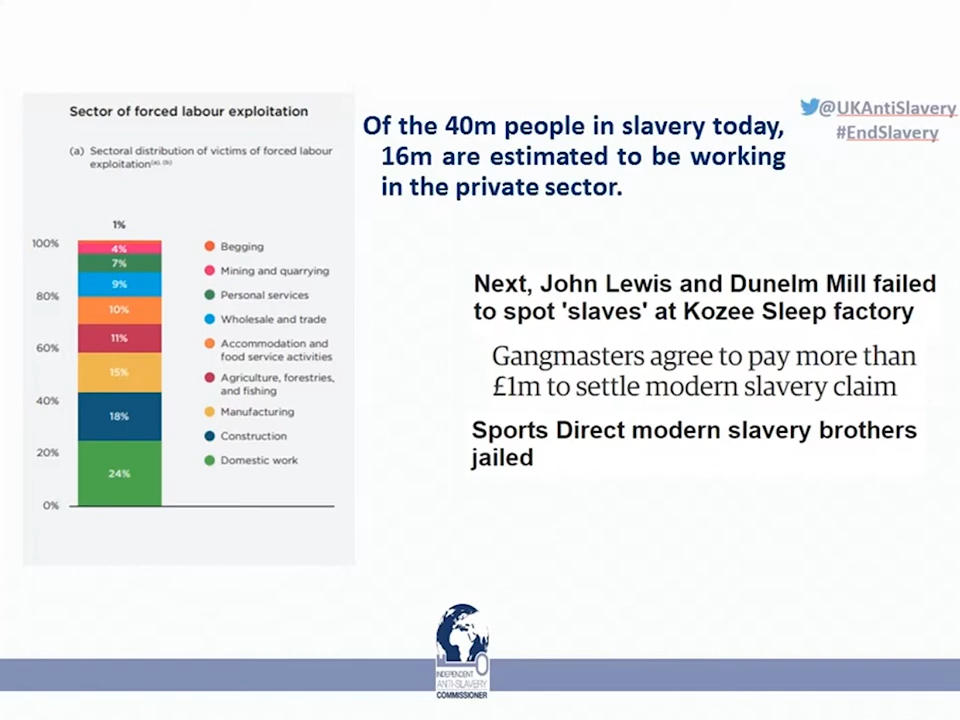 Sector of forced labour exploitation
(a) Sectoral distribution of victims of forced labour
exploitation(a), (b)
1%
100%
80%
60%
40%
20%
0%
4%
7%
9%
10%
11%
15%
18%
24%
Begging
Mining and quarrying
Personal services
Wholesale and trade
Accommodation and
food service activities
Agriculture, forestries,
and fishing
Manufacturing
Construction
Domestic work
Of the 40m people in slavery today,
16m are estimated to be working
in the private sector.
@UKAntiSlavery
#EndSlavery
Next, John Lewis and Dunelm Mill failed
to spot 'slaves' at Kozee Sleep factory
Gangmasters agree to pay more than
£1m to settle modern slavery claim
Sports Direct modern slavery brothers
jailed
INDEPENDENT
ANTI-SLAVERY
COMMISSIONER